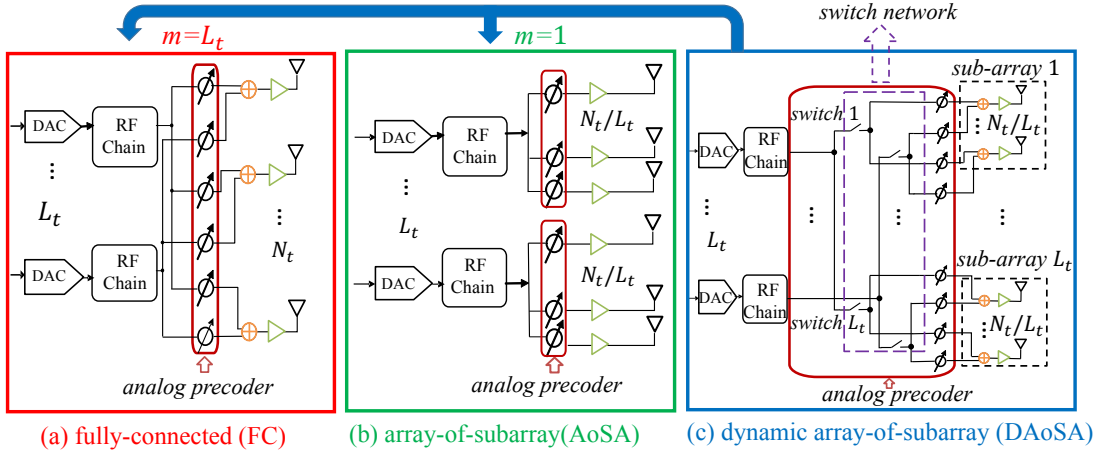 switch network
m=L_t
m=1
DAC
RF
Chain
⋮
L_t
DAC
RF
Chain
⋮
N_t
analog precoder
DAC
RF
Chain
N_t/L_t
⋮
L_t
DAC
RF
Chain
N_t/L_t
analog precoder
sub-array 1
switch 1
DAC
RF
Chain
⋮ N_t/L_t
⋮
L_t
⋮
⋮
⋮
sub-array L_t
DAC
RF
Chain
switch L_t
⋮ N_t/L_t
analog precoder
(a) fully-connected (FC)
(b) array-of-subarray(AoSA)
(c) dynamic array-of-subarray (DAoSA)